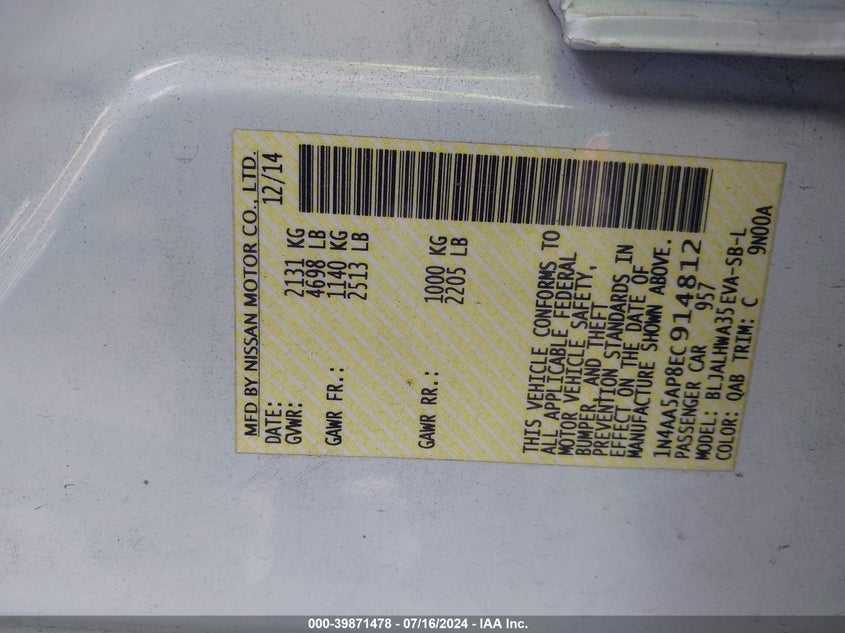 MFD BY NISSAN MOTOR CO., LTD.
DATE: 12/14
GVWR: 2131 KG
4698 LB
GAWR FR.: 1140 KG
2513 LB
GAWR RR.: 1000 KG
2205 LB
THIS VEHICLE CONFORMS TO
ALL APPLICABLE FEDERAL
MOTOR VEHICLE SAFETY,
BUMPER, AND THEFT
PREVENTION STANDARDS IN
EFFECT ON THE DATE OF
MANUFACTURE SHOWN ABOVE.
1N4AA5AP8EC914812
PASSENGER CAR 957
MODEL: BLJALHWA35EVA-SB-L
COLOR: QAB TRIM: C 9N00A
000-39871478 - 07/16/2024 - IAA Inc.